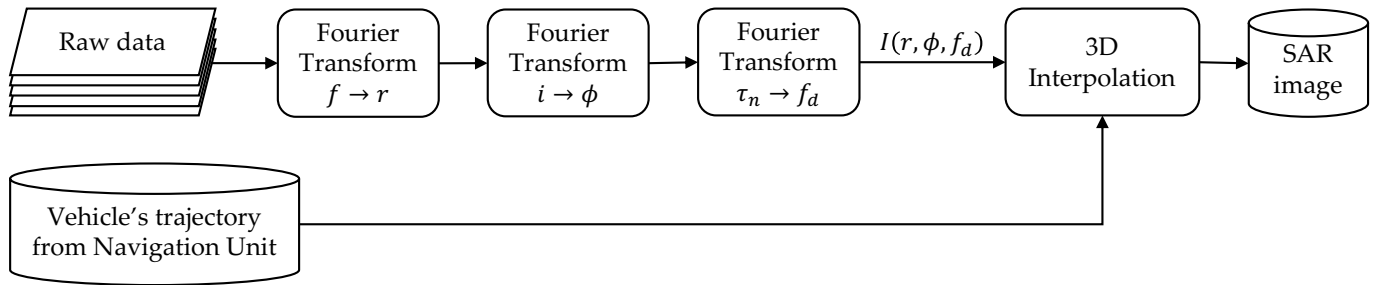 Raw data
Fourier
Transform
𝑓 → 𝑟
Fourier
Transform
𝑖 → 𝜙
Fourier
Transform
𝜏ₙ → 𝑓_d
𝐼(𝑟, 𝜙, 𝑓_d)
3D
Interpolation
SAR
image
Vehicle’s trajectory
from Navigation Unit